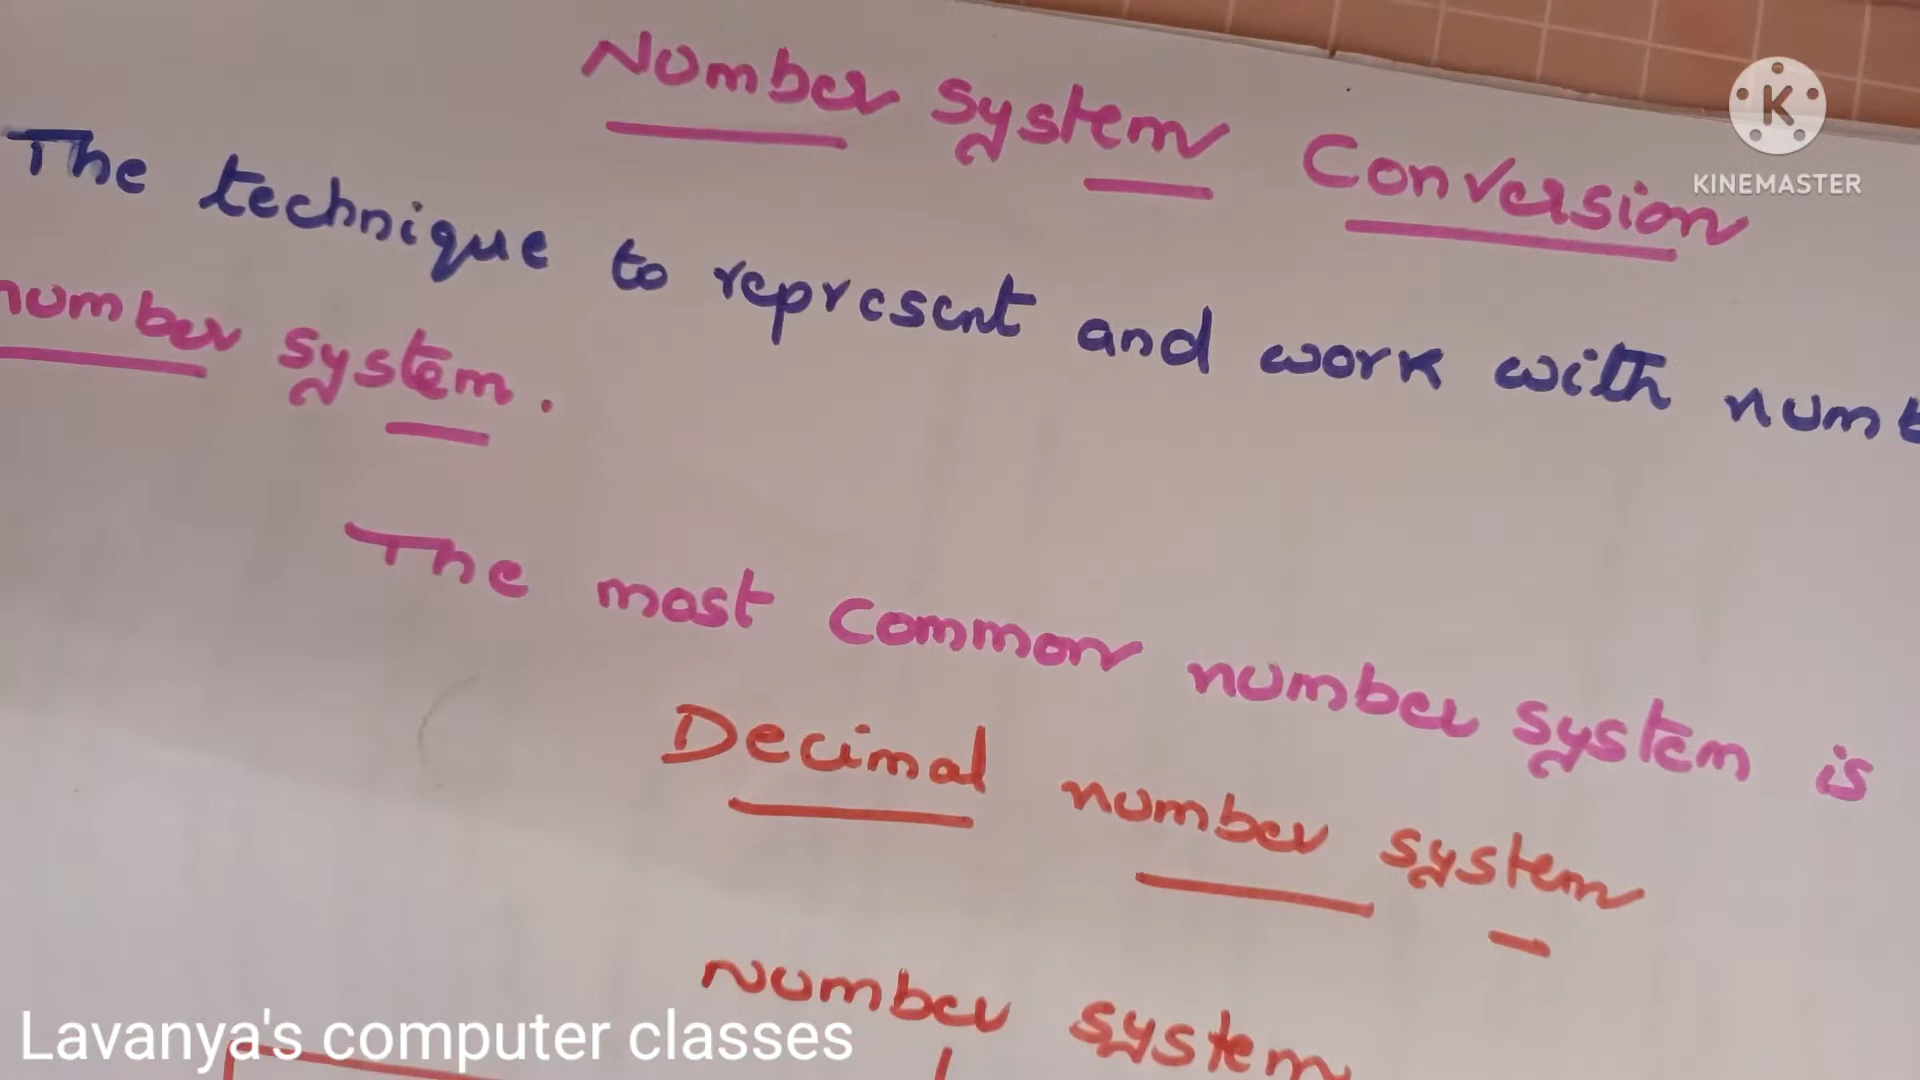 Number System Conversion
KINEMASTER
The technique to represent and work with
number system.
The most common number system is
Decimal number system
Number system
Lavanya's computer classes